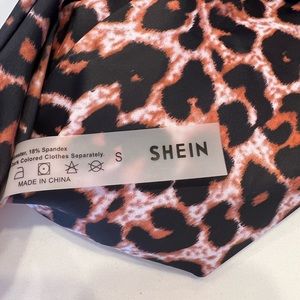 18% Spandex
Colored Clothes Separately.
S
SHEIN
MADE IN CHINA